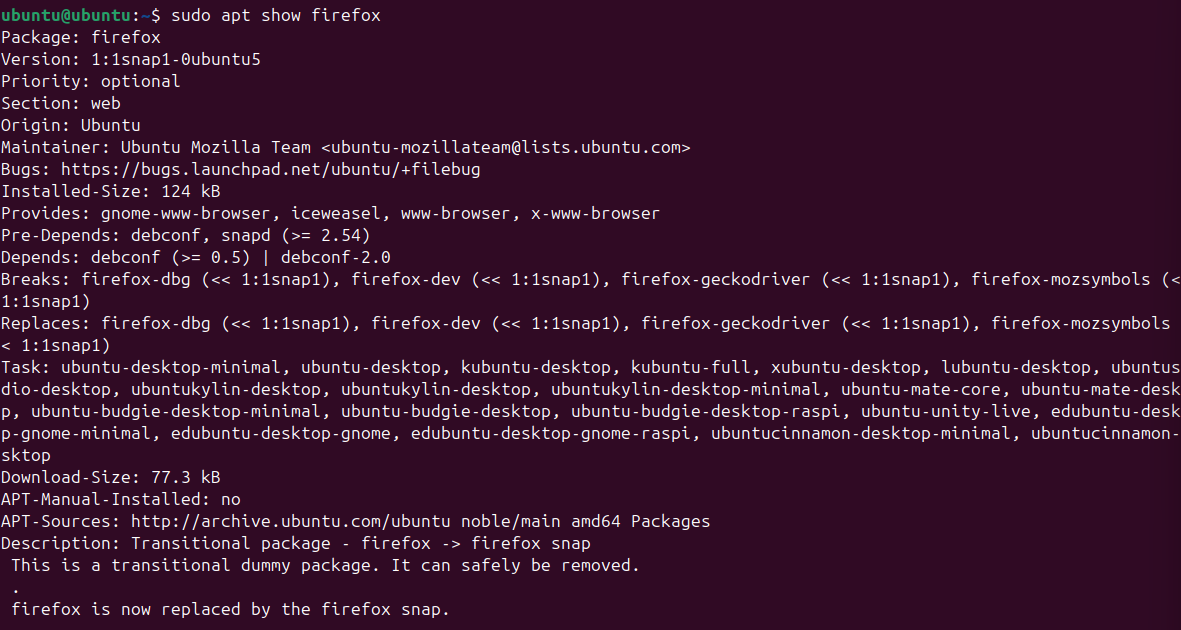 ubuntu@ubuntu:~$ sudo apt show firefox
Package: firefox
Version: 1:1snap1-0ubuntu5
Priority: optional
Section: web
Origin: Ubuntu
Maintainer: Ubuntu Mozilla Team <ubuntu-mozillateam@lists.ubuntu.com>
Bugs: https://bugs.launchpad.net/ubuntu/+filebug
Installed-Size: 124 kB
Provides: gnome-www-browser, iceweasel, www-browser, x-www-browser
Pre-Depends: debconf, snapd (>= 2.54)
Depends: debconf (>= 0.5) | debconf-2.0
Breaks: firefox-dbg (<< 1:1snap1), firefox-dev (<< 1:1snap1), firefox-geckodriver (<< 1:1snap1), firefox-mozsymbols (<
1:1snap1)
Replaces: firefox-dbg (<< 1:1snap1), firefox-dev (<< 1:1snap1), firefox-geckodriver (<< 1:1snap1), firefox-mozsymbols
< 1:1snap1)
Task: ubuntu-desktop-minimal, ubuntu-desktop, kubuntu-desktop, kubuntu-full, xubuntu-desktop, lubuntu-desktop, ubuntus
dio-desktop, ubuntukylin-desktop, ubuntukylin-desktop, ubuntukylin-desktop-minimal, ubuntu-mate-core, ubuntu-mate-desk
p, ubuntu-budgie-desktop-minimal, ubuntu-budgie-desktop, ubuntu-budgie-desktop-raspi, ubuntu-unity-live, edubuntu-desk
p-gnome-minimal, edubuntu-desktop-gnome, edubuntu-desktop-gnome-raspi, ubuntucinnamon-desktop-minimal, ubuntucinnamon-
sktop
Download-Size: 77.3 kB
APT-Manual-Installed: no
APT-Sources: http://archive.ubuntu.com/ubuntu noble/main amd64 Packages
Description: Transitional package - firefox -> firefox snap
 This is a transitional dummy package. It can safely be removed.
 .
 firefox is now replaced by the firefox snap.